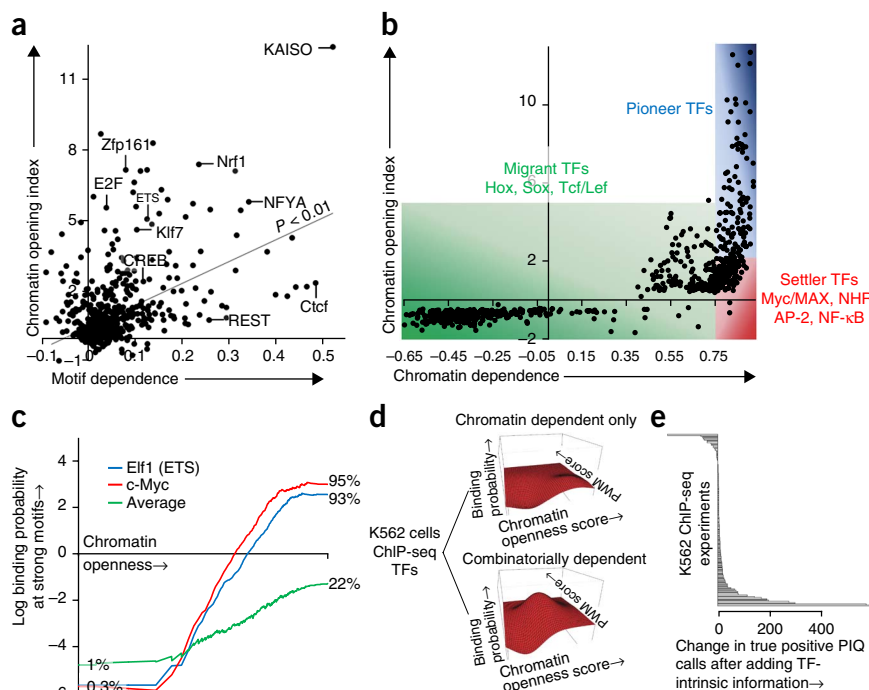 a
Chromatin opening index
11
8
5
2
−1
KAISO
Zfp161
Nrf1
E2F
ETS
NFYA
Klf7
P < 0.01
CREB
REST
Ctcf
−0.1
0
0.1
0.2
0.3
0.4
0.5
Motif dependence
b
Chromatin opening index
10
6
2
−2
Pioneer TFs
Migrant TFs
Hox, Sox, Tcf/Lef
Settler TFs
Myc/MAX, NHR
AP-2, NF-κB
−0.65
−0.45
−0.25
−0.05
0.15
0.35
0.55
0.75
Chromatin dependence
c
Log binding probability
at strong motifs→
4
2
0
−2
−4
6
Elf1 (ETS)
c-Myc
Average
Chromatin
openness→
95%
93%
22%
1%
0.3%
d
Chromatin dependent only
Binding
probability→
PWM score→
Chromatin
openness score→
K562 cells
ChIP-seq
TFs
Combinatorially dependent
Binding
probability→
PWM score→
Chromatin
openness score→
e
K562 ChIP-seq
experiments
0
200
400
Change in true positive PIQ
calls after adding TF-
intrinsic information→